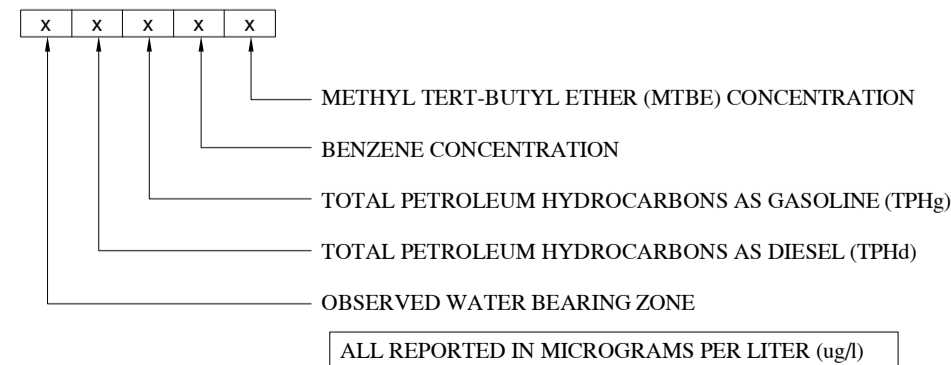 x x x x x
METHYL TERT-BUTYL ETHER (MTBE) CONCENTRATION
BENZENE CONCENTRATION
TOTAL PETROLEUM HYDROCARBONS AS GASOLINE (TPHg)
TOTAL PETROLEUM HYDROCARBONS AS DIESEL (TPHd)
OBSERVED WATER BEARING ZONE
ALL REPORTED IN MICROGRAMS PER LITER (ug/l)